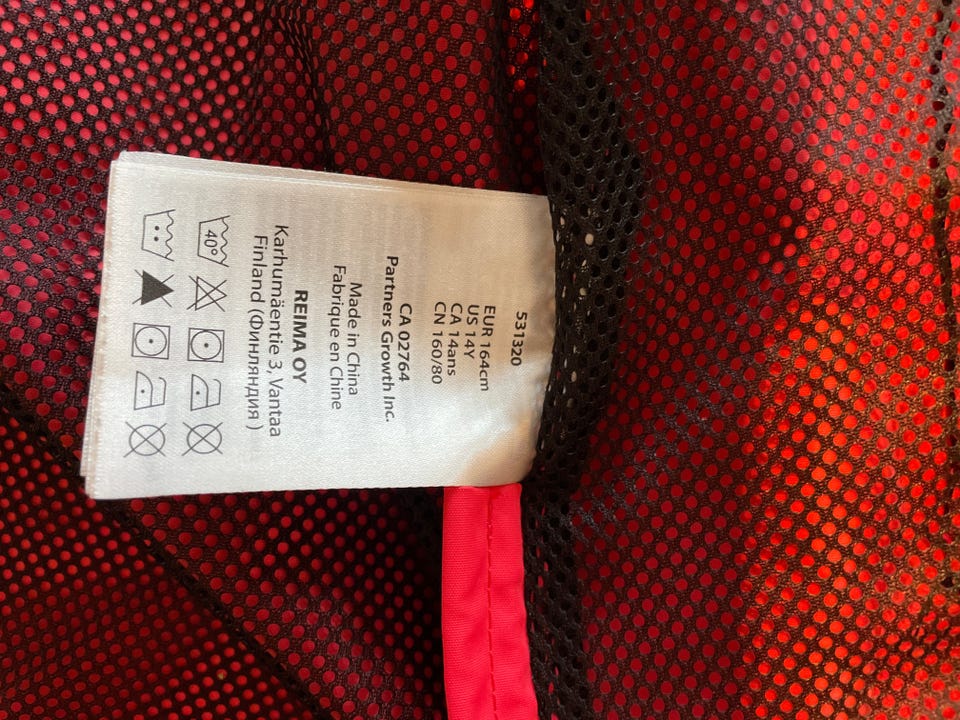 531320
EUR 164cm
US 14Y
CA 14ans
CN 160/80
CA 02764
Partners Growth Inc.
Made in China
Fabrique en Chine
REIMA OY
Karhumäentie 3, Vantaa
Finland (Финляндия )
40°